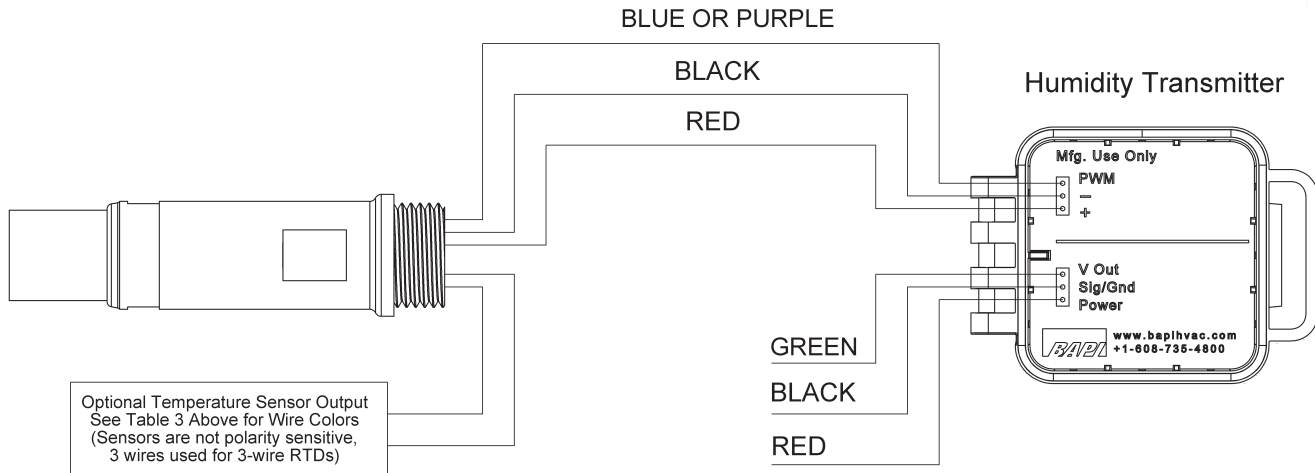 BLUE OR PURPLE
BLACK
RED
Humidity Transmitter
Mfg. Use Only
PWM
–
+
V Out
Sig/Gnd
Power
BAPI
www.bapihvac.com
+1-608-735-4800
GREEN
BLACK
RED
Optional Temperature Sensor Output
See Table 3 Above for Wire Colors
(Sensors are not polarity sensitive,
3 wires used for 3-wire RTDs)